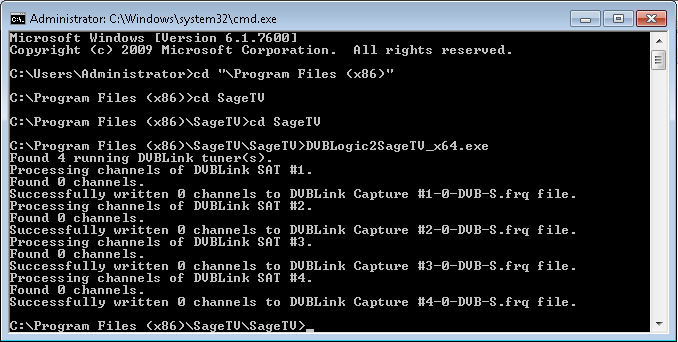 Administrator: C:\Windows\system32\cmd.exe
Microsoft Windows [Version 6.1.7600]
Copyright (c) 2009 Microsoft Corporation.  All rights reserved.
C:\Users\Administrator>cd "\Program Files (x86)"
C:\Program Files (x86)>cd SageTV
C:\Program Files (x86)\SageTV>cd SageTV
C:\Program Files (x86)\SageTV\SageTV>DVBLogic2SageTV_x64.exe
Found 4 running DVBLink tuner(s).
Processing channels of DVBLink SAT #1.
Found 0 channels.
Successfully written 0 channels to DVBLink Capture #1-0-DVB-S.frq file.
Processing channels of DVBLink SAT #2.
Found 0 channels.
Successfully written 0 channels to DVBLink Capture #2-0-DVB-S.frq file.
Processing channels of DVBLink SAT #3.
Found 0 channels.
Successfully written 0 channels to DVBLink Capture #3-0-DVB-S.frq file.
Processing channels of DVBLink SAT #4.
Found 0 channels.
Successfully written 0 channels to DVBLink Capture #4-0-DVB-S.frq file.
C:\Program Files (x86)\SageTV\SageTV>_